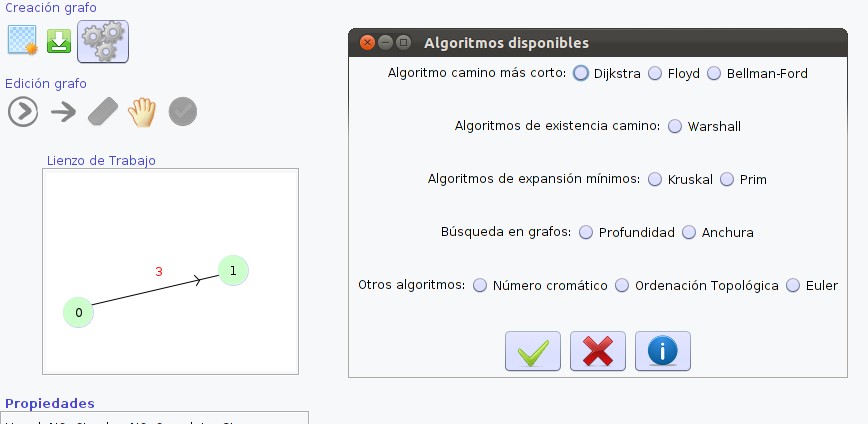 Creación grafo
Edición grafo
Lienzo de Trabajo
3
1
0
Propiedades
Algoritmos disponibles
Algoritmo camino más corto: Dijkstra Floyd Bellman-Ford
Algoritmos de existencia camino: Warshall
Algoritmos de expansión mínimos: Kruskal Prim
Búsqueda en grafos: Profundidad Anchura
Otros algoritmos: Número cromático Ordenación Topológica Euler